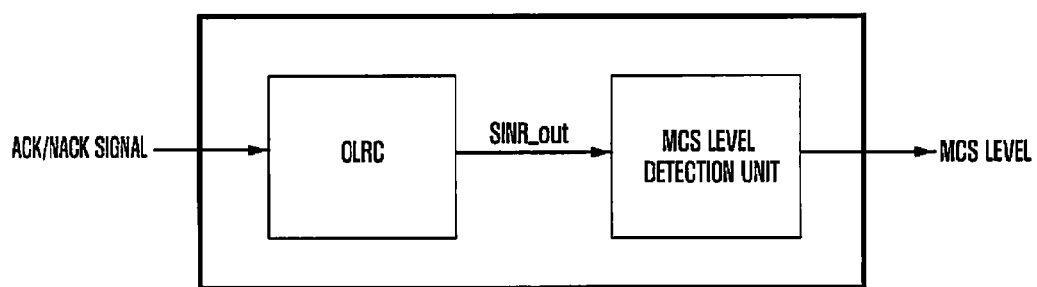 ACK/NACK SIGNAL
OLRC
SINR_out
MCS LEVEL
DETECTION UNIT
MCS LEVEL